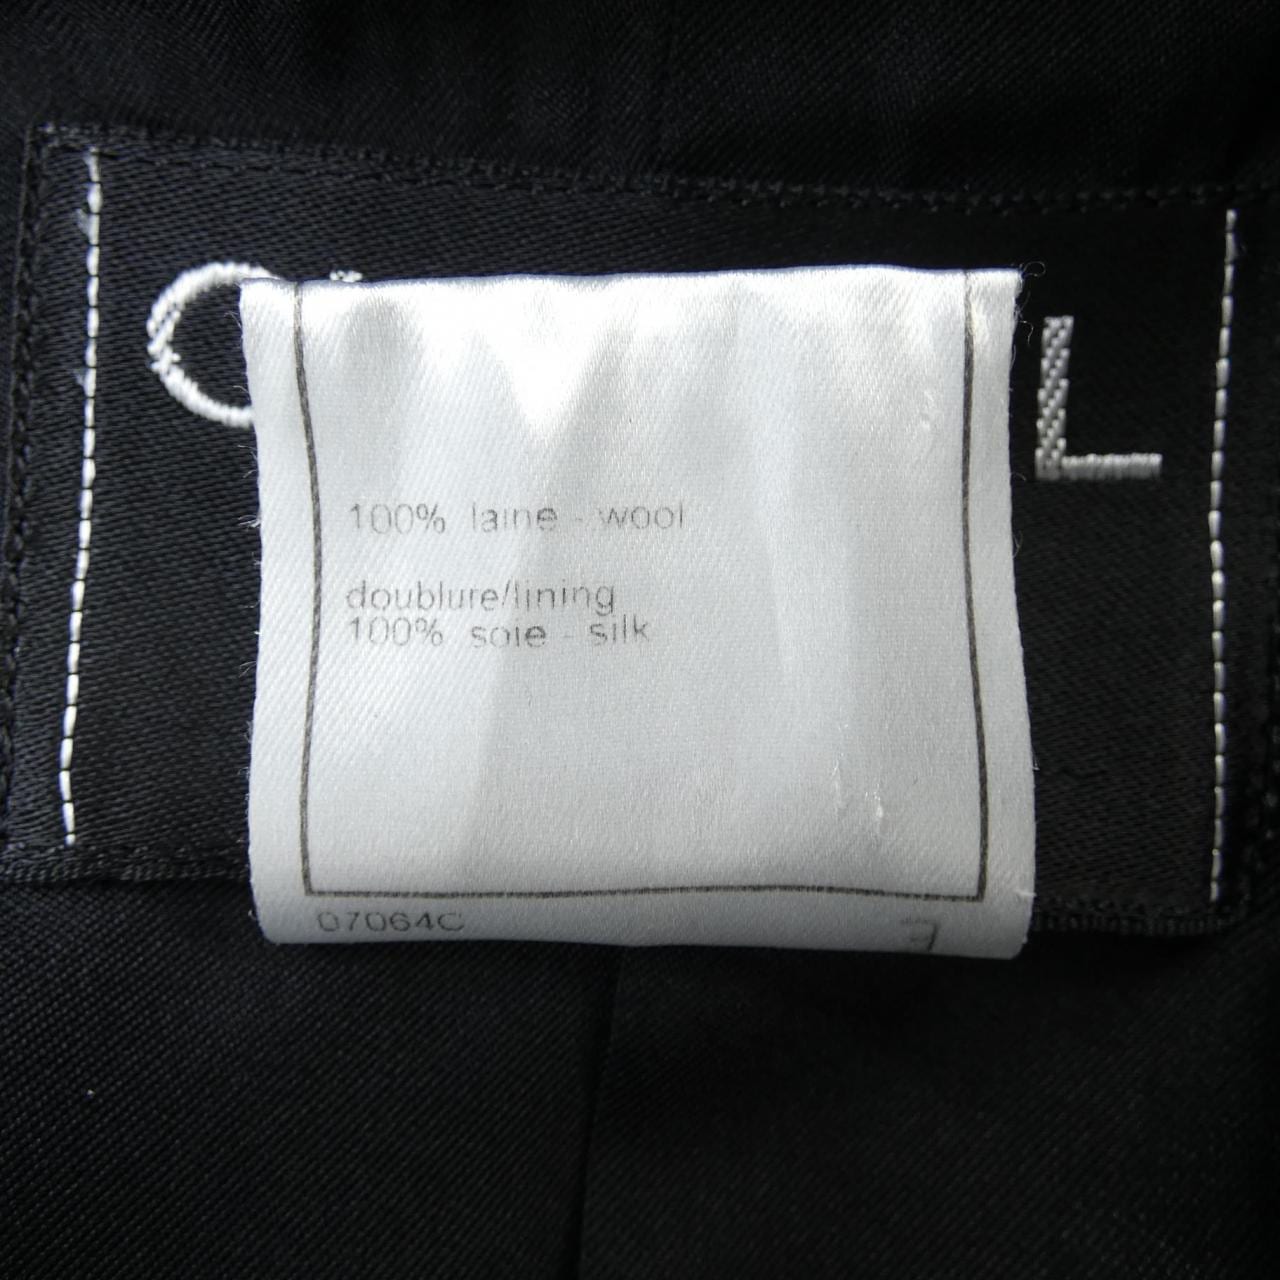 C L
100% laine - wool
doublure/lining
100% soie - silk
07064C